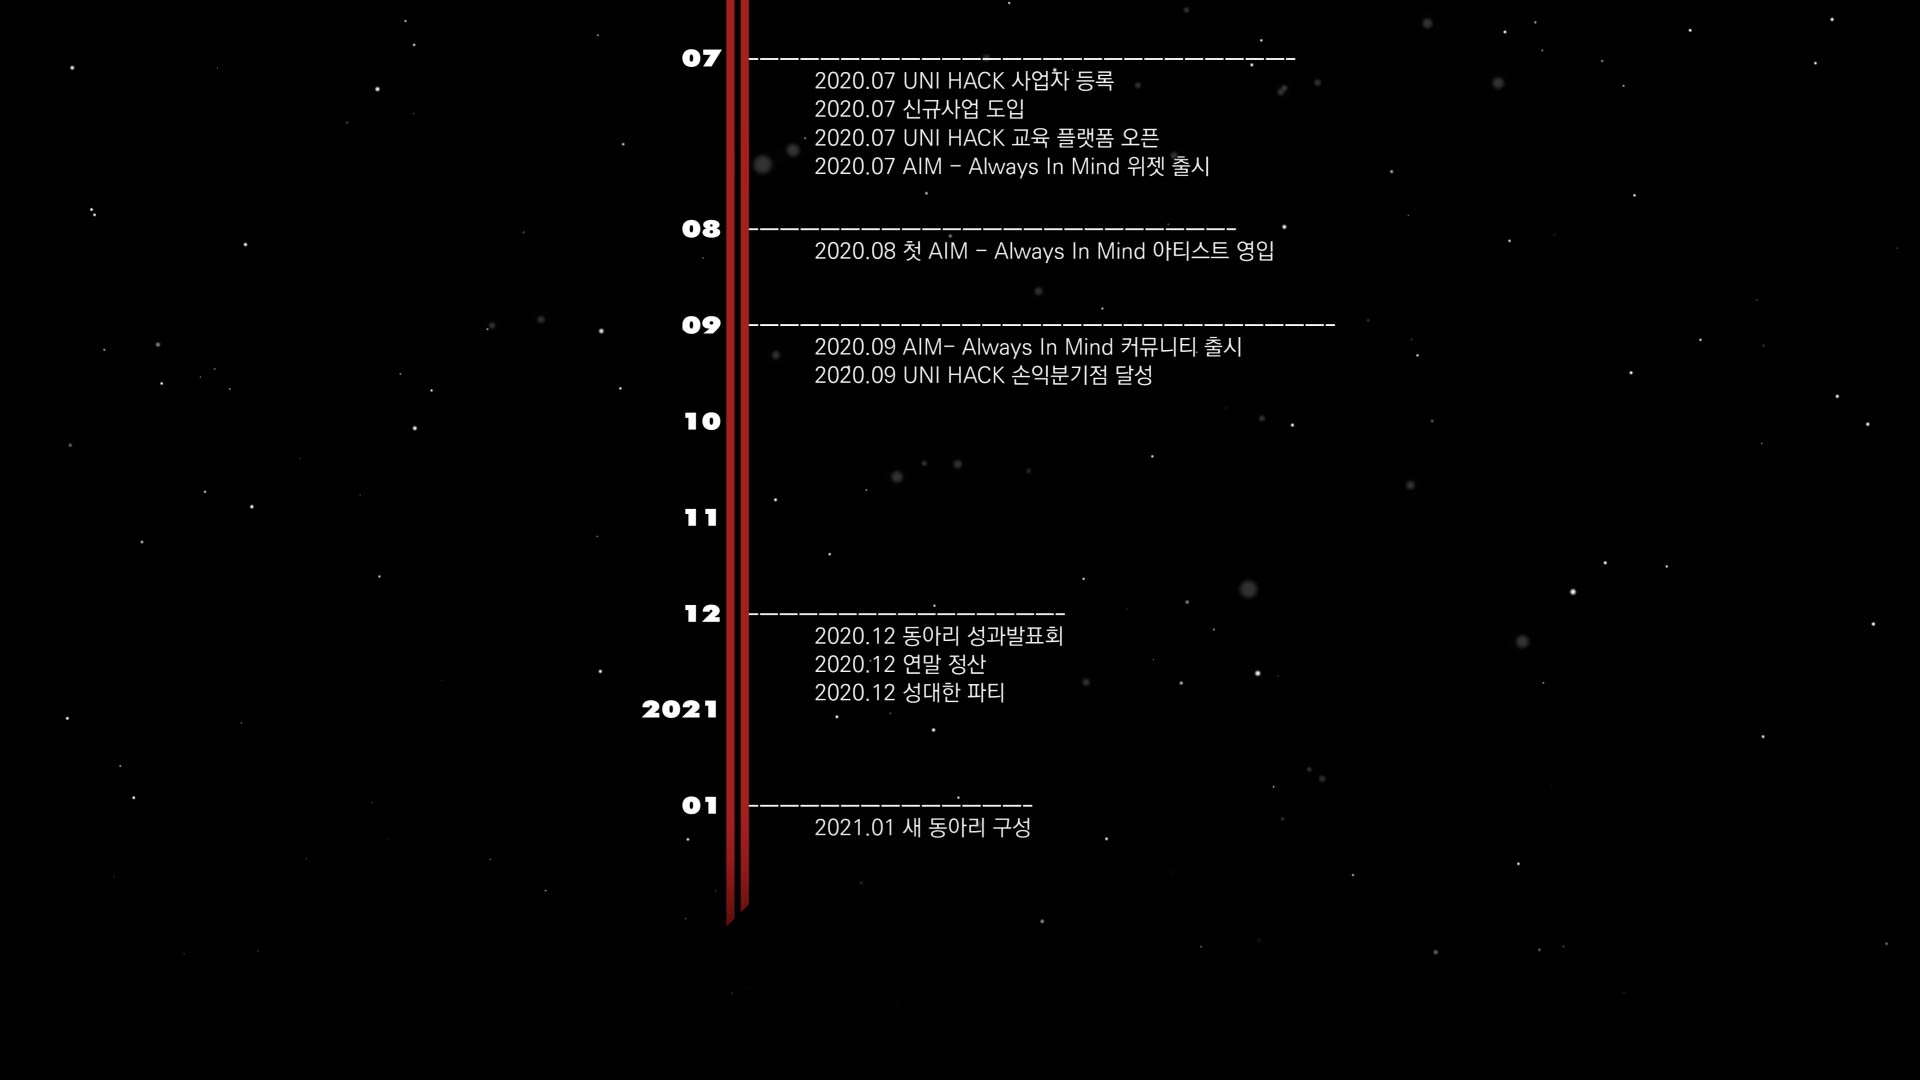 07
2020.07 UNI HACK 사업자 등록
2020.07 신규사업 도입
2020.07 UNI HACK 교육 플랫폼 오픈
2020.07 AIM - Always In Mind 위젯 출시
08
2020.08 첫 AIM - Always In Mind 아티스트 영입
09
2020.09 AIM- Always In Mind 커뮤니티 출시
2020.09 UNI HACK 손익분기점 달성
10
11
12
2020.12 동아리 성과발표회
2020.12 연말 정산
2020.12 성대한 파티
2021
01
2021.01 새 동아리 구성